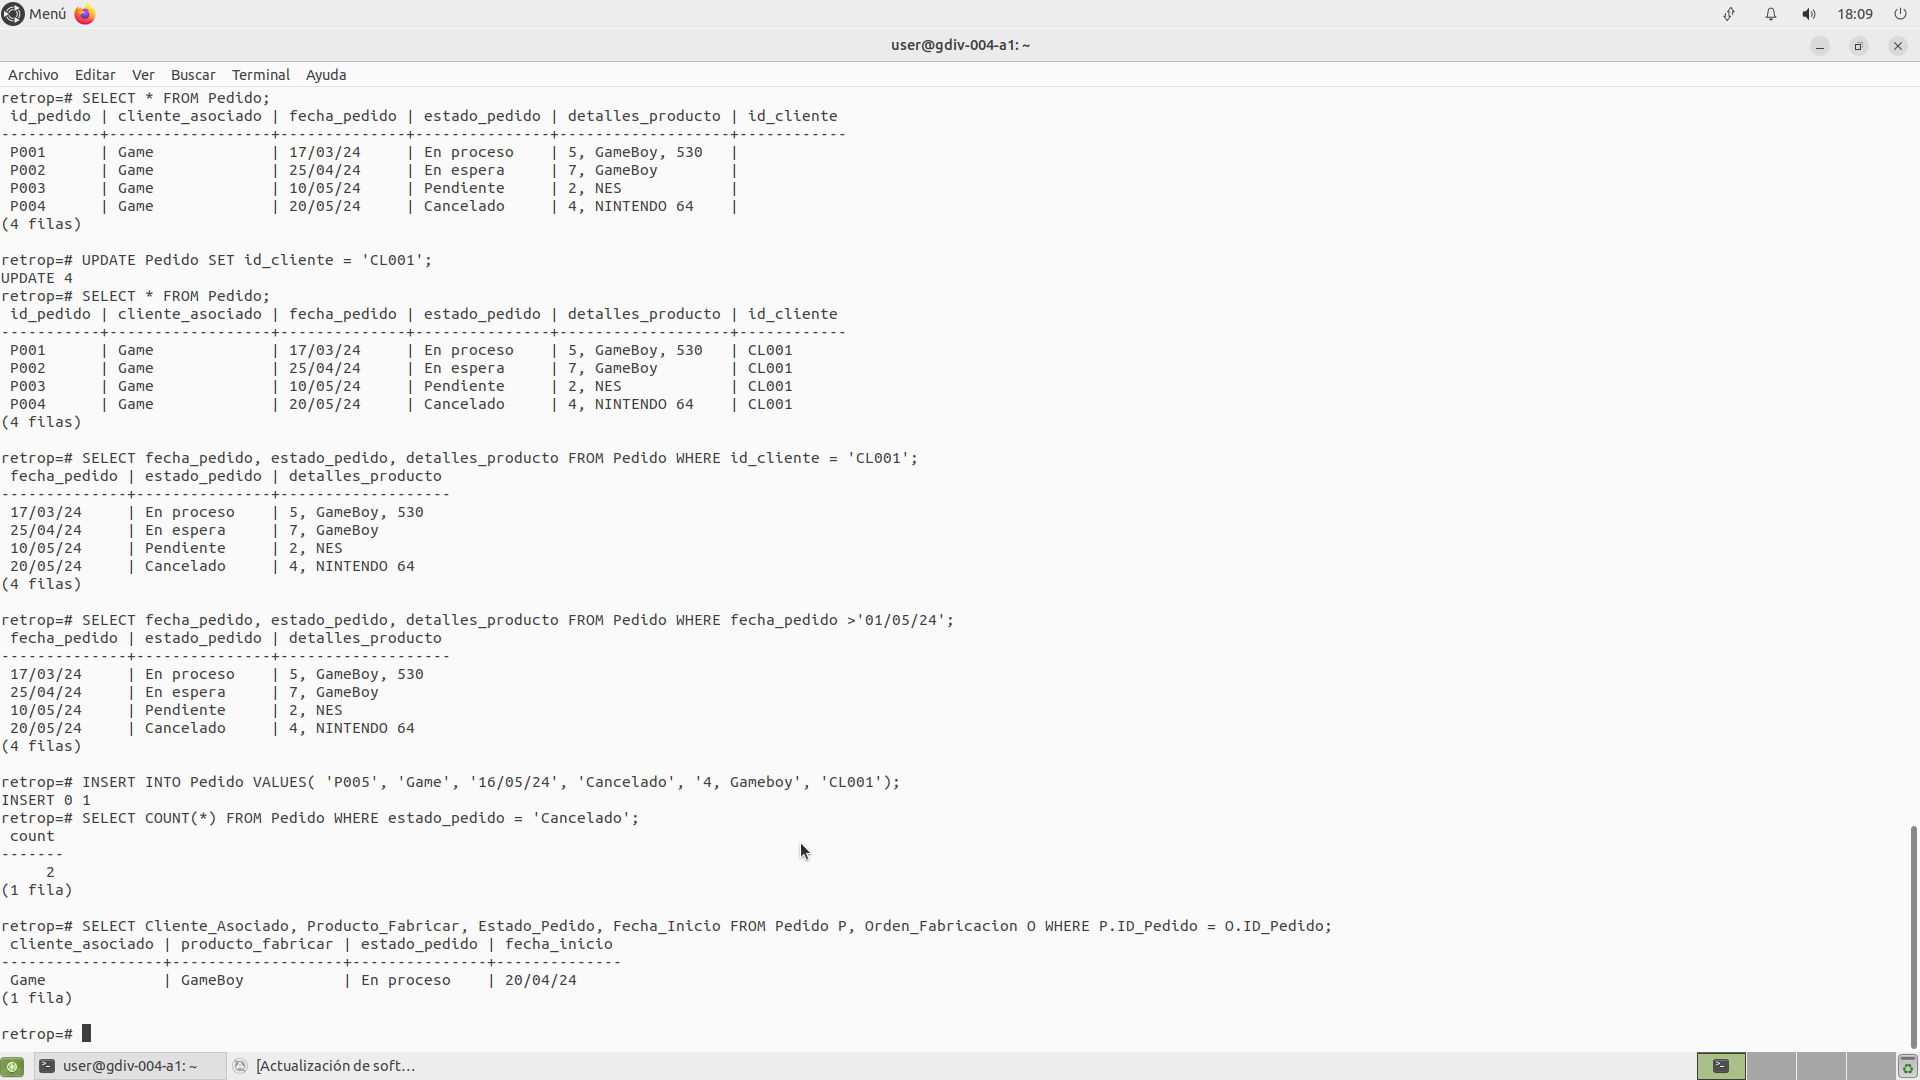 Menú
18:09
user@gdiv-004-a1: ~
Archivo Editar Ver Buscar Terminal Ayuda
retrop=# SELECT * FROM Pedido;
 id_pedido | cliente_asociado | fecha_pedido | estado_pedido | detalles_producto | id_cliente
-----------+------------------+--------------+---------------+-------------------+------------
 P001      | Game             | 17/03/24     | En proceso    | 5, GameBoy, 530   |
 P002      | Game             | 25/04/24     | En espera     | 7, GameBoy        |
 P003      | Game             | 10/05/24     | Pendiente     | 2, NES            |
 P004      | Game             | 20/05/24     | Cancelado     | 4, NINTENDO 64    |
(4 filas)
retrop=# UPDATE Pedido SET id_cliente = 'CL001';
UPDATE 4
retrop=# SELECT * FROM Pedido;
 id_pedido | cliente_asociado | fecha_pedido | estado_pedido | detalles_producto | id_cliente
-----------+------------------+--------------+---------------+-------------------+------------
 P001      | Game             | 17/03/24     | En proceso    | 5, GameBoy, 530   | CL001
 P002      | Game             | 25/04/24     | En espera     | 7, GameBoy        | CL001
 P003      | Game             | 10/05/24     | Pendiente     | 2, NES            | CL001
 P004      | Game             | 20/05/24     | Cancelado     | 4, NINTENDO 64    | CL001
(4 filas)
retrop=# SELECT fecha_pedido, estado_pedido, detalles_producto FROM Pedido WHERE id_cliente = 'CL001';
 fecha_pedido | estado_pedido | detalles_producto
--------------+---------------+-------------------
 17/03/24     | En proceso    | 5, GameBoy, 530
 25/04/24     | En espera     | 7, GameBoy
 10/05/24     | Pendiente     | 2, NES
 20/05/24     | Cancelado     | 4, NINTENDO 64
(4 filas)
retrop=# SELECT fecha_pedido, estado_pedido, detalles_producto FROM Pedido WHERE fecha_pedido >'01/05/24';
 fecha_pedido | estado_pedido | detalles_producto
--------------+---------------+-------------------
 17/03/24     | En proceso    | 5, GameBoy, 530
 25/04/24     | En espera     | 7, GameBoy
 10/05/24     | Pendiente     | 2, NES
 20/05/24     | Cancelado     | 4, NINTENDO 64
(4 filas)
retrop=# INSERT INTO Pedido VALUES( 'P005', 'Game', '16/05/24', 'Cancelado', '4, Gameboy', 'CL001');
INSERT 0 1
retrop=# SELECT COUNT(*) FROM Pedido WHERE estado_pedido = 'Cancelado';
 count
-------
     2
(1 fila)
retrop=# SELECT Cliente_Asociado, Producto_Fabricar, Estado_Pedido, Fecha_Inicio FROM Pedido P, Orden_Fabricacion O WHERE P.ID_Pedido = O.ID_Pedido;
 cliente_asociado | producto_fabricar | estado_pedido | fecha_inicio
------------------+-------------------+---------------+--------------
 Game             | GameBoy           | En proceso    | 20/04/24
(1 fila)
retrop=#
user@gdiv-004-a1: ~
[Actualización de soft...